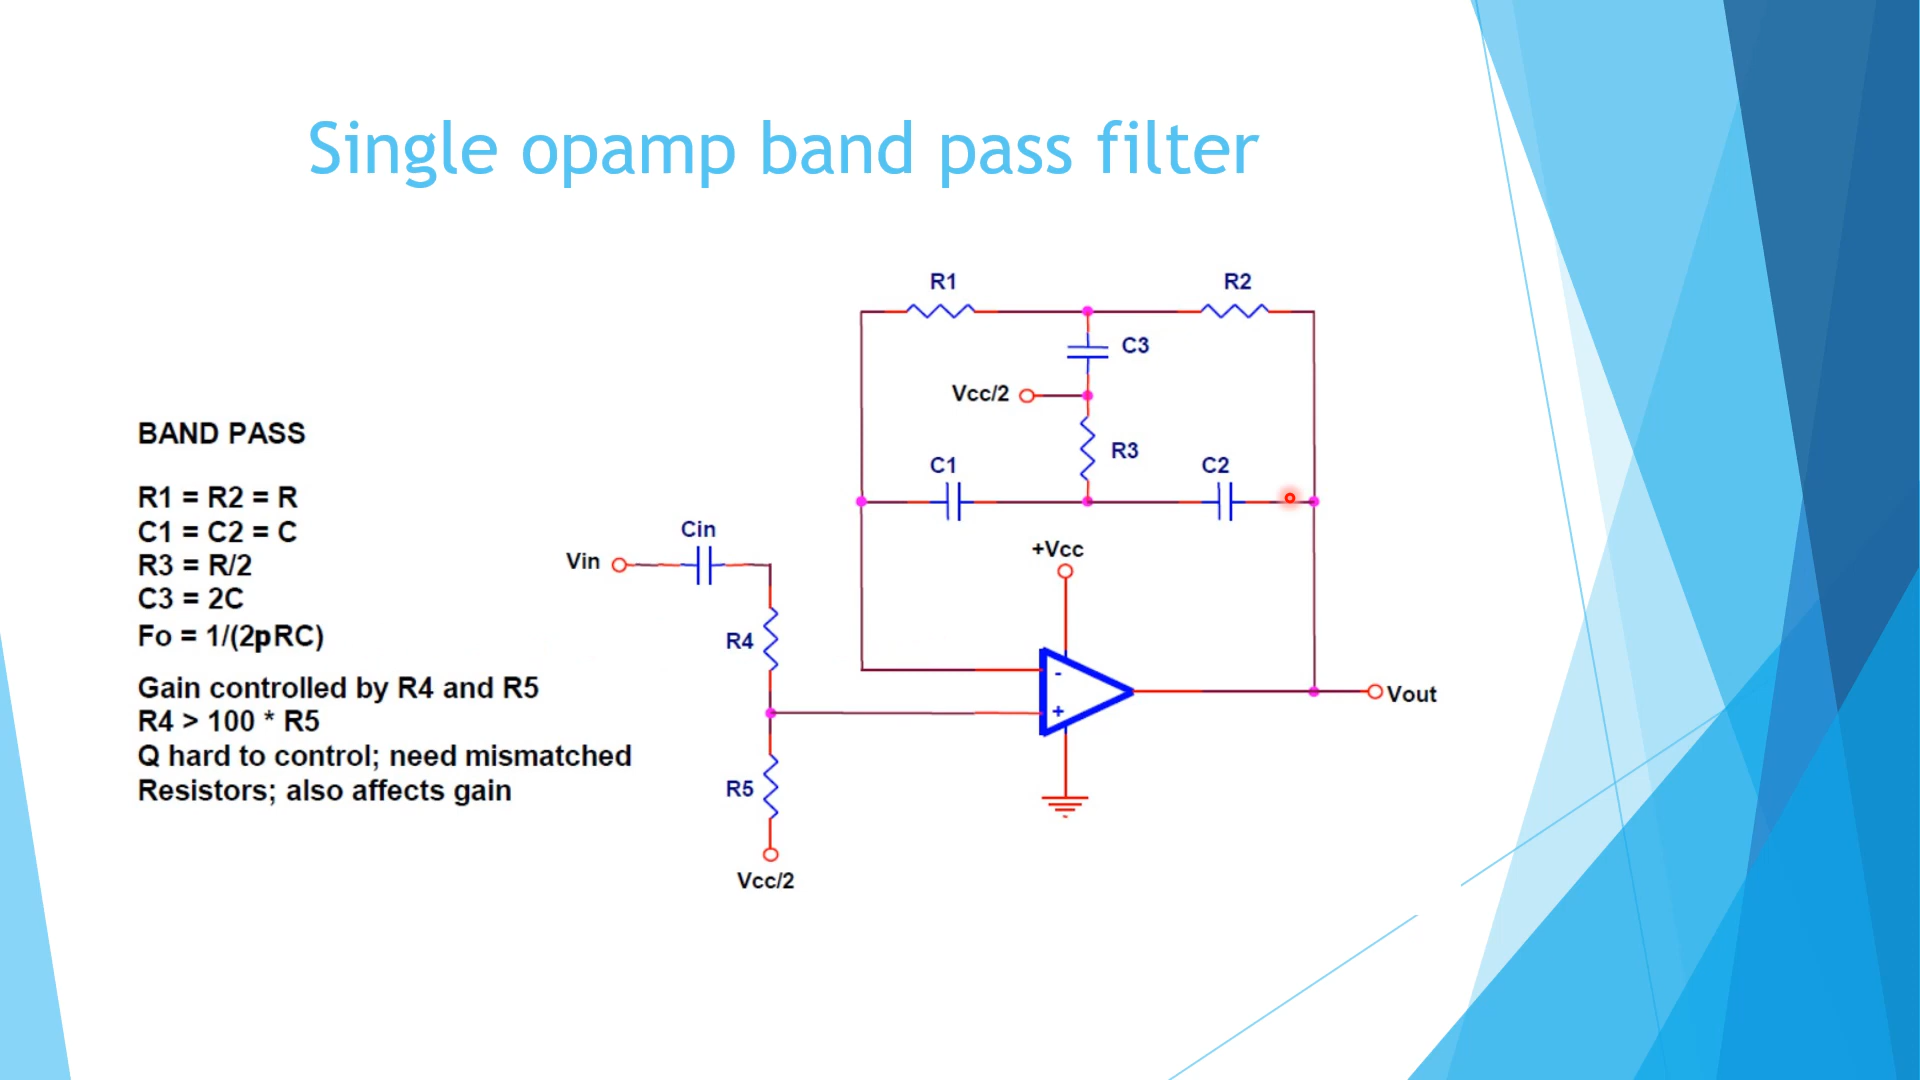 Single opamp band pass filter
BAND PASS
R1 = R2 = R
C1 = C2 = C
R3 = R/2
C3 = 2C
Fo = 1/(2pRC)
Gain controlled by R4 and R5
R4 > 100 * R5
Q hard to control; need mismatched
Resistors; also affects gain
R1
R2
C3
Vcc/2
R3
C1
C2
Cin
Vin
+Vcc
R4
-
+
Vout
R5
Vcc/2